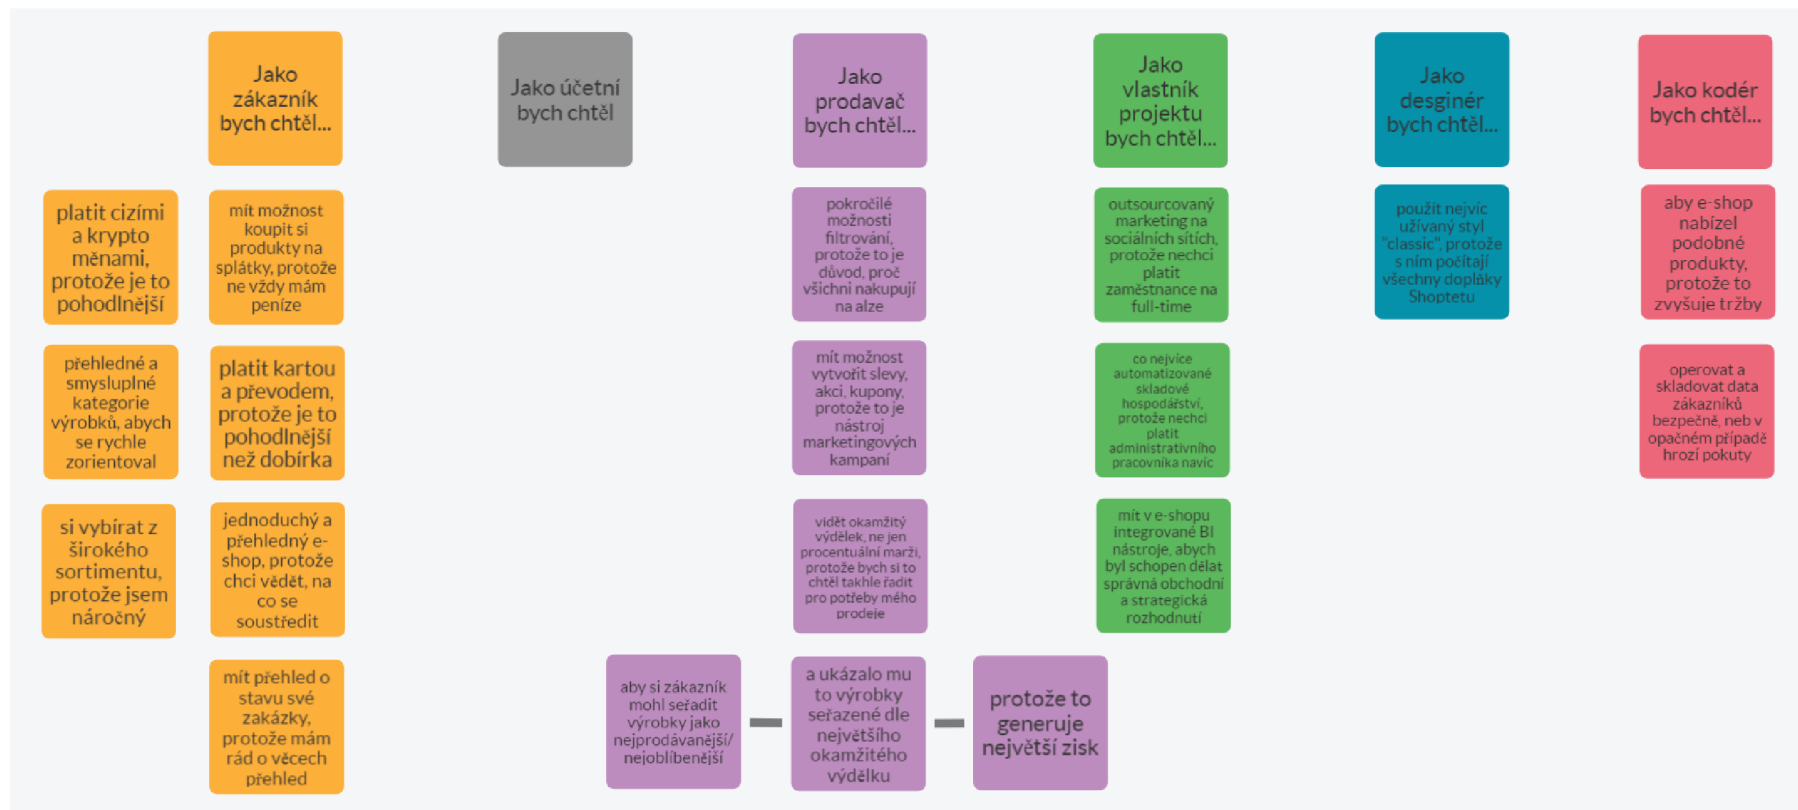 Jako
zákazník
bych chtěl...
Jako účetní
bych chtěl
Jako
prodavač
bych chtěl...
Jako
vlastník
projektu
bych chtěl...
Jako
desginér
bych chtěl...
Jako kodér
bych chtěl...
platit cizími
a krypto
měnami,
protože je to
pohodlnější
mít možnost
koupit si
produkty na
splátky, protože
ne vždy mám
peníze
pokročilé
možnosti
filtrování,
protože to je
důvod, proč
všichni nakupují
na alze
outsourcovaný
marketing na
sociálních sítích,
protože nechci
platit
zaměstnance na
full-time
použít nejvíc
užívaný styl
"classic", protože
s ním počítají
všechny doplňky
Shoptetu
aby e-shop
nabízel
podobné
produkty,
protože to
zvyšuje tržby
přehledné a
smysluplné
kategorie
výrobků, abych
se rychle
zorientoval
platit kartou
a převodem,
protože je to
pohodlnější
než dobírka
mít možnost
vytvořit slevy,
akci, kupony,
protože to je
nástroj
marketingových
kampaní
co nejvíce
automatizované
skladové
hospodářství,
protože nechci
platit
administrativního
pracovníka navíc
operovat a
skladovat data
zákazníků
bezpečně, neb v
opačném případě
hrozí pokuty
si vybírat z
širokého
sortimentu,
protože jsem
náročný
jednoduchý a
přehledný e-
shop, protože
chci vědět, na
co se
soustředit
vidět okamžitý
výdělek, ne jen
procentuální marži,
protože bych si to
chtěl takhle řadit
pro potřeby mého
prodeje
mít v e-shopu
integrované BI
nástroje, abych
byl schopen dělat
správná obchodní
a strategická
rozhodnutí
mít přehled o
stavu své
zakázky,
protože mám
rád o věcech
přehled
aby si zákazník
mohl seřadit
výrobky jako
nejprodávanější/
nejoblíbenější
a ukázalo mu
to výrobky
seřazené dle
největšího
okamžitého
výdělku
protože to
generuje
největší zisk